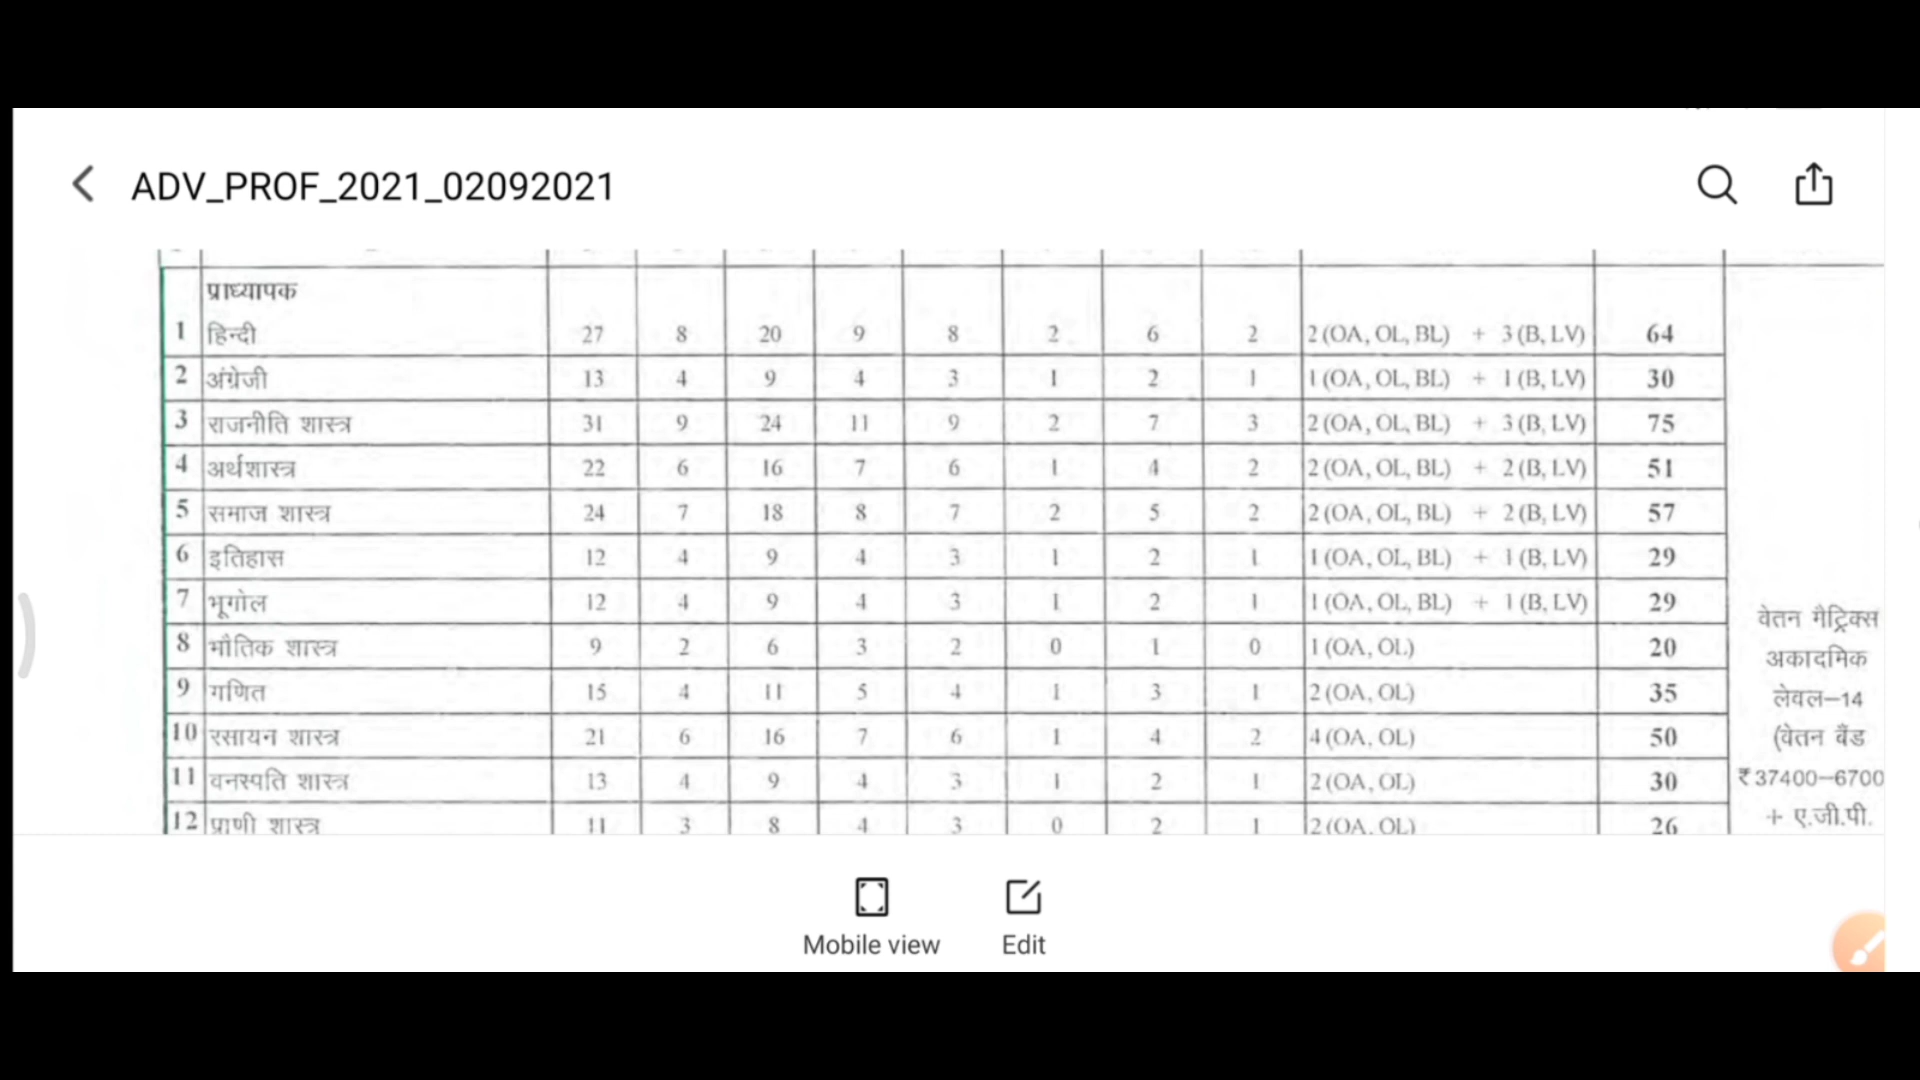 ADV_PROF_2021_02092021
प्राध्यापक
1 हिन्दी 27 8 20 9 8 2 6 2 2 (OA, OL, BL) + 3 (B, LV) 64
2 अंग्रेजी 13 4 9 4 3 1 2 1 1 (OA, OL, BL) + 1 (B, LV) 30
3 राजनीति शास्त्र 31 9 24 11 9 2 7 3 2 (OA, OL, BL) + 3 (B, LV) 75
4 अर्थशास्त्र 22 6 16 7 6 1 4 2 2 (OA, OL, BL) + 2 (B, LV) 51
5 समाज शास्त्र 24 7 18 8 7 2 5 2 2 (OA, OL, BL) + 2 (B, LV) 57
6 इतिहास 12 4 9 4 3 1 2 1 1 (OA, OL, BL) + 1 (B, LV) 29
7 भूगोल 12 4 9 4 3 1 2 1 1 (OA, OL, BL) + 1 (B, LV) 29
8 भौतिक शास्त्र 9 2 6 3 2 0 1 0 1 (OA, OL) 20
9 गणित 15 4 11 5 4 1 3 1 2 (OA, OL) 35
10 रसायन शास्त्र 21 6 16 7 6 1 4 2 4 (OA, OL) 50
11 वनस्पति शास्त्र 13 4 9 4 3 1 2 1 2 (OA, OL) 30
12 प्राणी शास्त्र 11 3 8 4 3 0 2 1 2 (OA, OL) 26
वेतन मैट्रिक्स
अकादमिक
लेवल–14
(वेतन बैंड
₹ 37400–6700
+ ए.जी.पी.
Mobile view
Edit